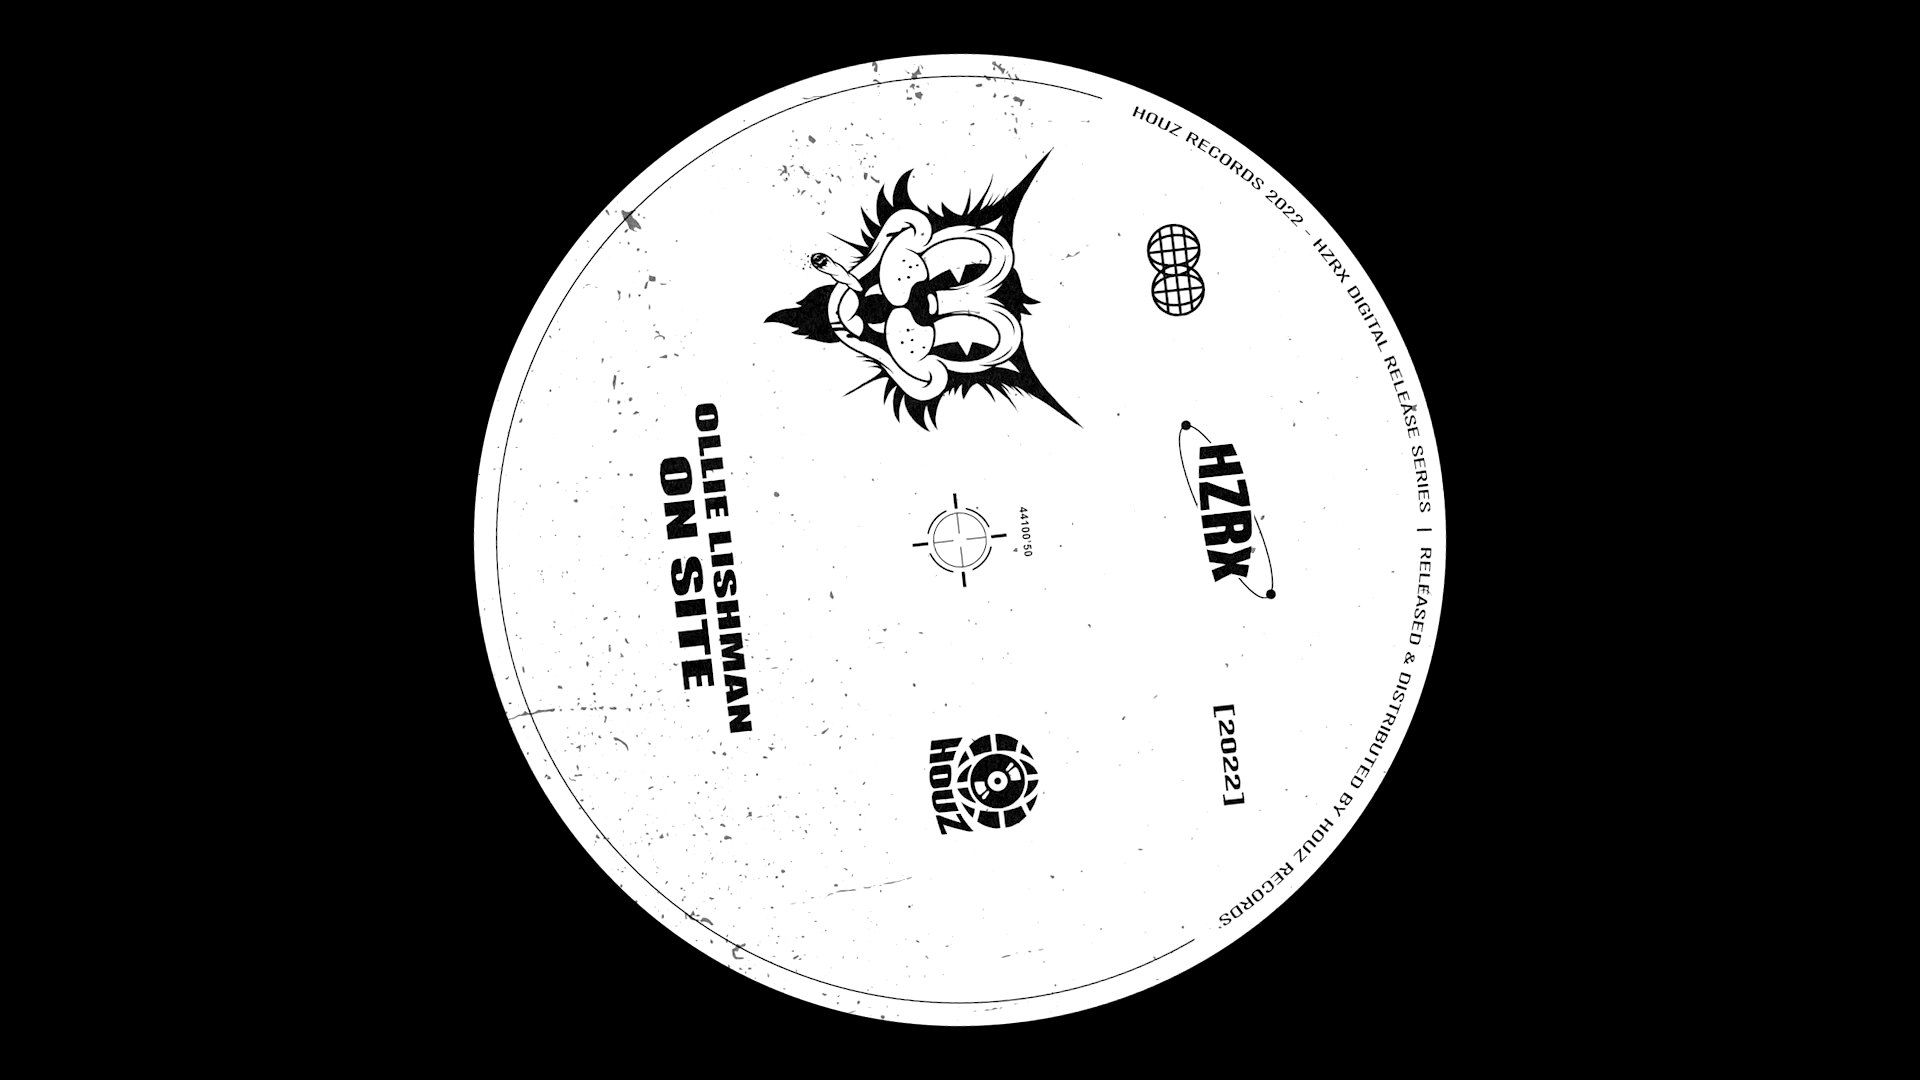 HOUZ RECORDS 2022 - HZRX DIGITAL RELEASE SERIES | RELEASED & DISTRIBUTED BY HOUZ RECORDS
HZRX
[2022]
44100'50
HOUZ
OLLIE LISHMAN
ON SITE